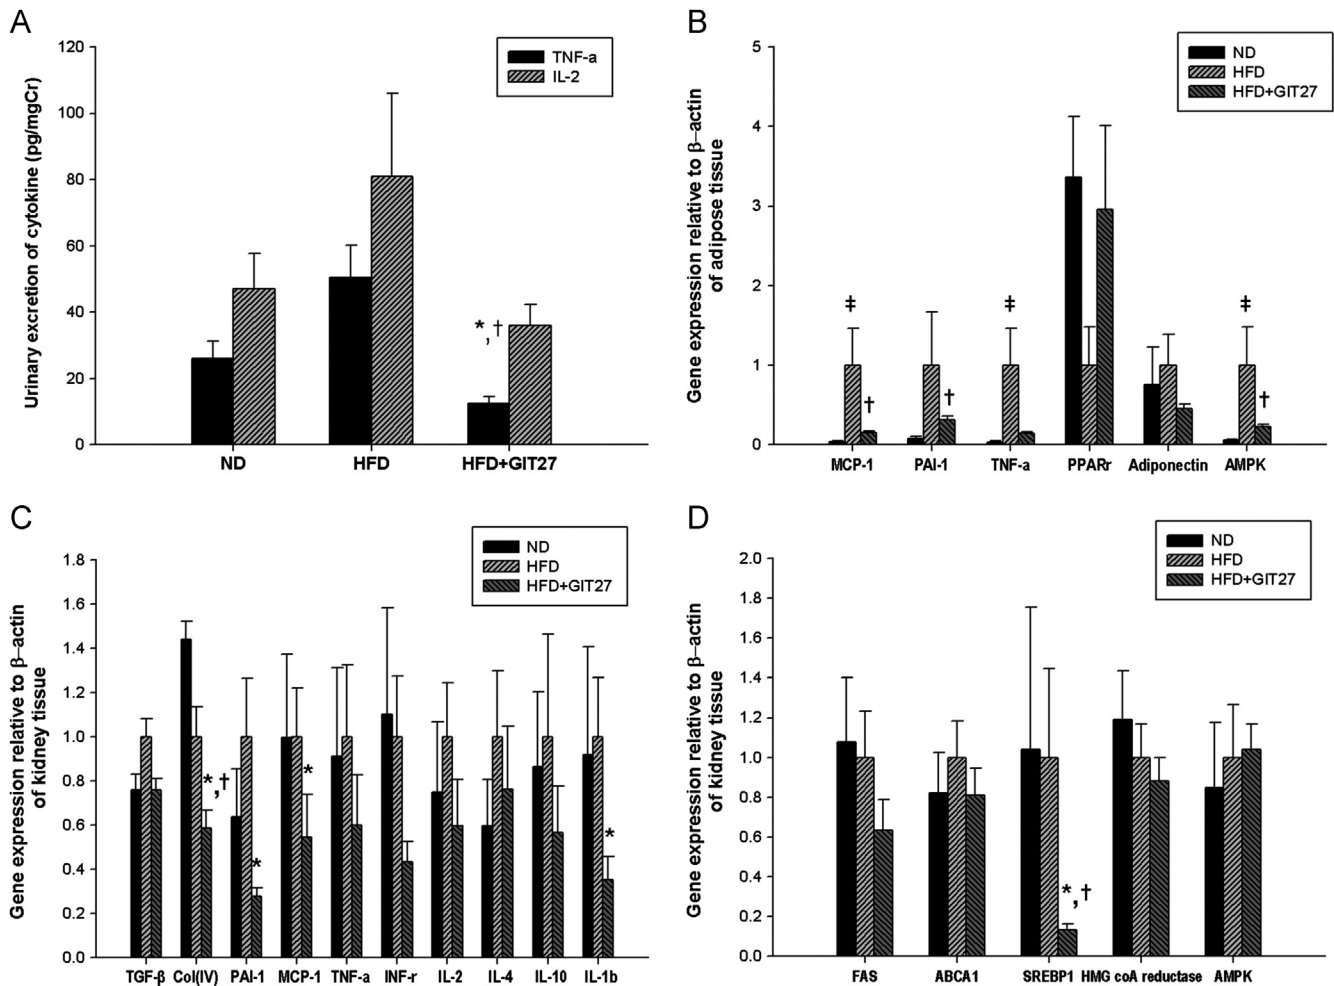 A
Urinary excretion of cytokine (pg/mgCr)
120
100
80
60
40
20
0
TNF-a
IL-2
*,†
ND HFD HFD+GIT27
B
Gene expression relative to β-actin
of adipose tissue
5
4
3
2
1
0
ND
HFD
HFD+GIT27
‡ ‡ ‡
† † †
MCP-1 PAI-1 TNF-a PPARr Adiponectin AMPK
C
Gene expression relative to β-actin
of kidney tissue
1.8
1.6
1.4
1.2
1.0
0.8
0.6
0.4
0.2
0.0
ND
HFD
HFD+GIT27
*,† * * *
TGF-β Col(IV) PAI-1 MCP-1 TNF-a INF-r IL-2 IL-4 IL-10 IL-1b
D
Gene expression relative to β-actin
of kidney tissue
2.0
1.8
1.6
1.4
1.2
1.0
0.8
0.6
0.4
0.2
0.0
ND
HFD
HFD+GIT27
*,†
FAS ABCA1 SREBP1 HMG coA reductase AMPK